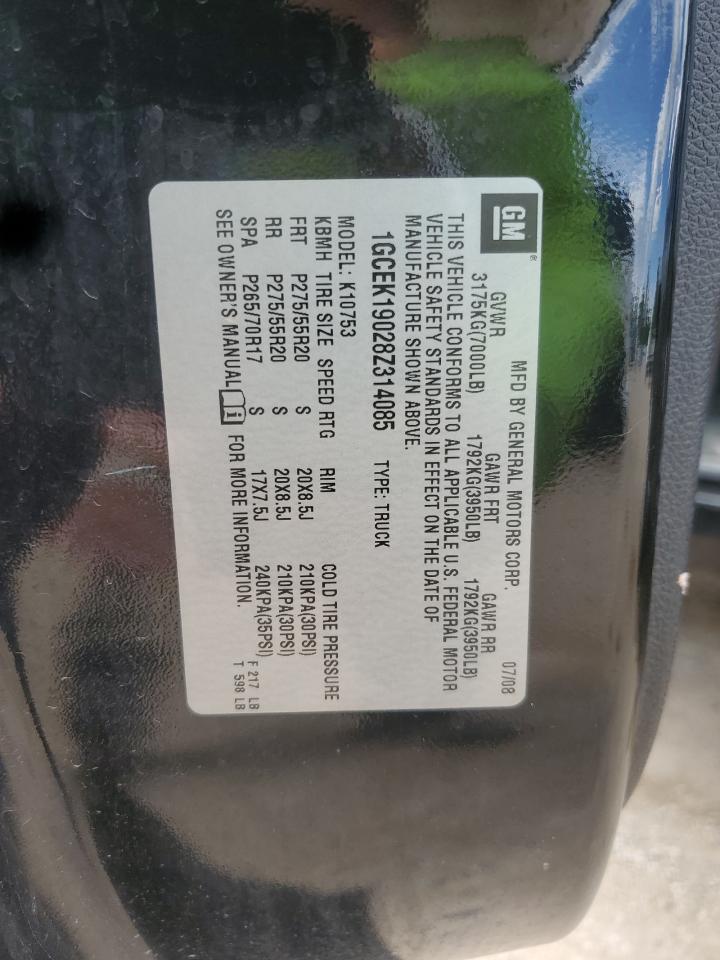 GM®
MFD BY GENERAL MOTORS CORP. 07/08
GVWR GAWR FRT GAWR RR
3175KG(7000LB) 1792KG(3950LB) 1792KG(3950LB)
THIS VEHICLE CONFORMS TO ALL APPLICABLE U.S. FEDERAL MOTOR
VEHICLE SAFETY STANDARDS IN EFFECT ON THE DATE OF
MANUFACTURE SHOWN ABOVE.
1GCEK19028Z314085 TYPE: TRUCK
MODEL: K10753
KBMH TIRE SIZE SPEED RTG RIM COLD TIRE PRESSURE
FRT P275/55R20 S 20X8.5J 210KPA(30PSI)
RR P275/55R20 S 20X8.5J 210KPA(30PSI)
SPA P265/70R17 S 17X7.5J 240KPA(35PSI) F 217 LB
SEE OWNER'S MANUAL i FOR MORE INFORMATION. T 598 LB